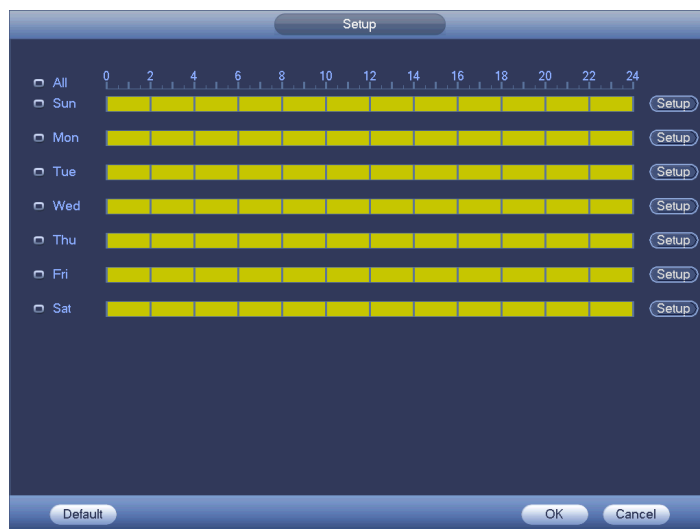 Setup
All 0 2 4 6 8 10 12 14 16 18 20 22 24
Sun Setup
Mon Setup
Tue Setup
Wed Setup
Thu Setup
Fri Setup
Sat Setup
Default OK Cancel